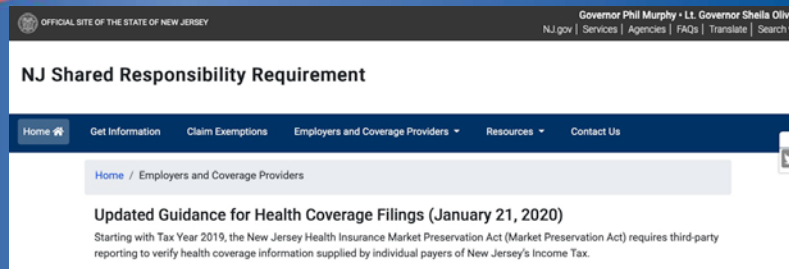 OFFICIAL SITE OF THE STATE OF NEW JERSEY
Governor Phil Murphy • Lt. Governor Sheila
NJ.gov | Services | Agencies | FAQs | Translate | Search
NJ Shared Responsibility Requirement
Home Get Information Claim Exemptions Employers and Coverage Providers Resources Contact Us
Home / Employers and Coverage Providers
Updated Guidance for Health Coverage Filings (January 21, 2020)
Starting with Tax Year 2019, the New Jersey Health Insurance Market Preservation Act (Market Preservation Act) requires third-party
reporting to verify health coverage information supplied by individual payers of New Jersey's Income Tax.